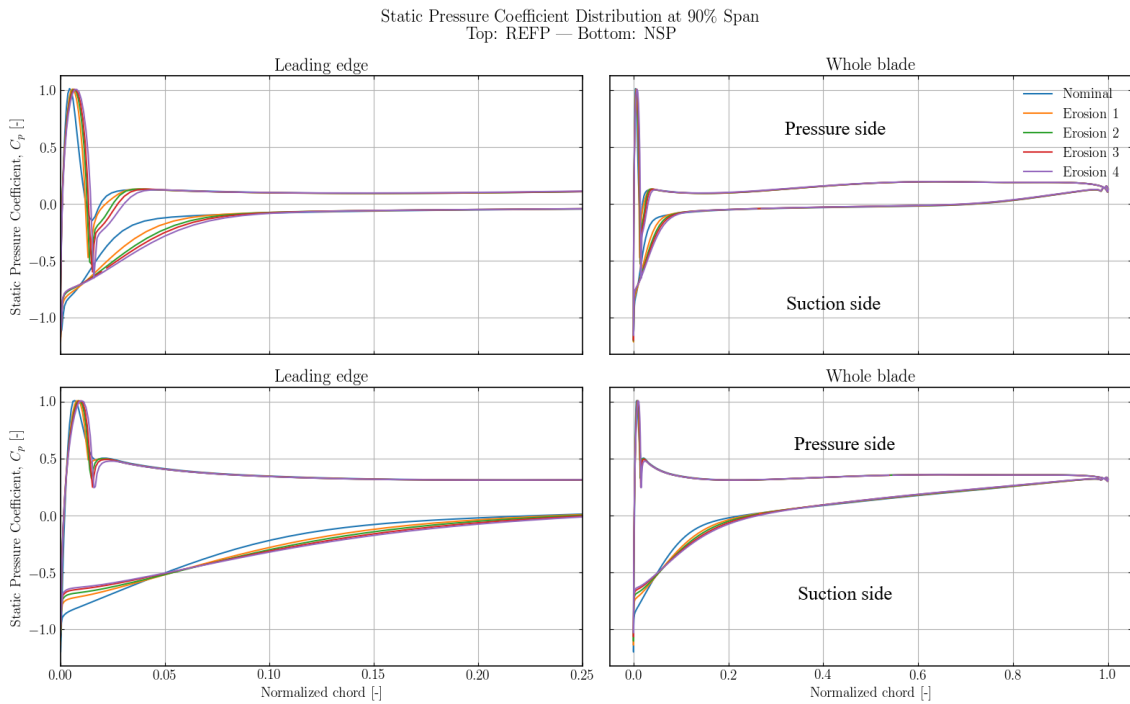 Static Pressure Coefficient Distribution at 90% Span
Top: REFP — Bottom: NSP
Leading edge
Whole blade
Static Pressure Coefficient, Cp [-]
1.0
0.5
0.0
−0.5
−1.0
Pressure side
Suction side
Nominal
Erosion 1
Erosion 2
Erosion 3
Erosion 4
Leading edge
Whole blade
Static Pressure Coefficient, Cp [-]
1.0
0.5
0.0
−0.5
−1.0
Pressure side
Suction side
0.00 0.05 0.10 0.15 0.20 0.25
0.0 0.2 0.4 0.6 0.8 1.0
Normalized chord [-]
Normalized chord [-]